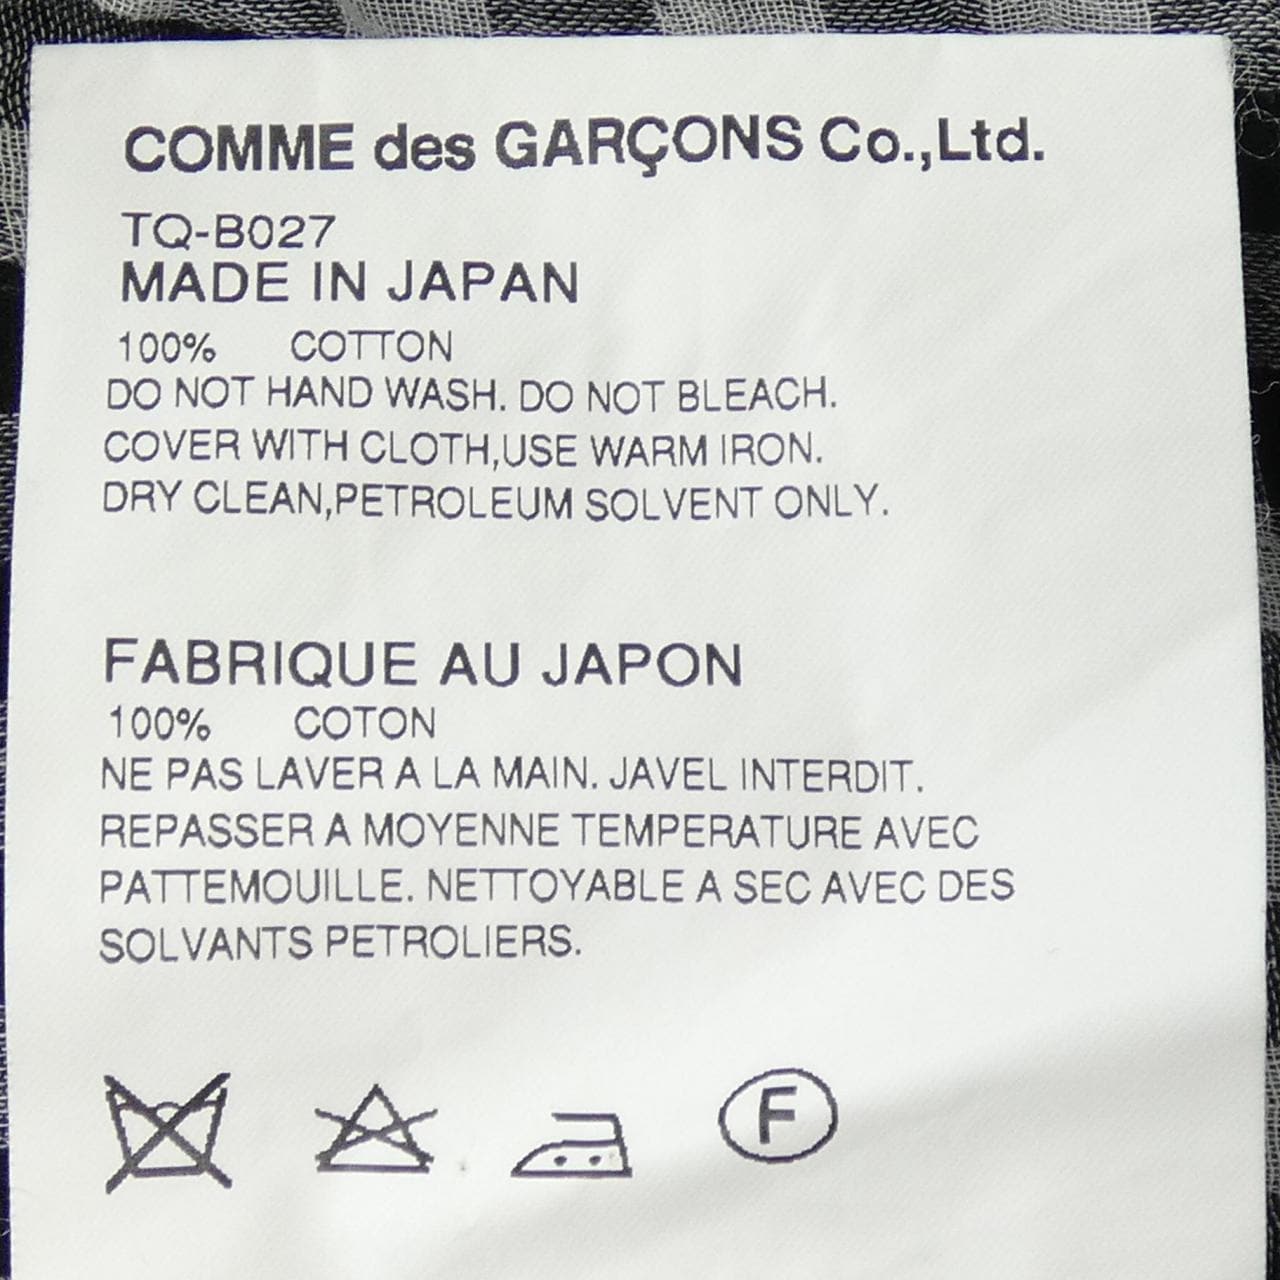 COMME des GARÇONS Co.,Ltd.
TQ-B027
MADE IN JAPAN
100% COTTON
DO NOT HAND WASH. DO NOT BLEACH.
COVER WITH CLOTH,USE WARM IRON.
DRY CLEAN,PETROLEUM SOLVENT ONLY.
FABRIQUE AU JAPON
100% COTON
NE PAS LAVER A LA MAIN. JAVEL INTERDIT.
REPASSER A MOYENNE TEMPERATURE AVEC
PATTEMOUILLE. NETTOYABLE A SEC AVEC DES
SOLVANTS PETROLIERS.
F